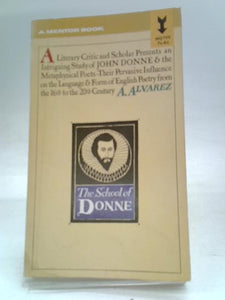 A MENTOR BOOK
A Literary Critic and Scholar Presents an
Intriguing Study of JOHN DONNE & the
Metaphysical Poets-Their Pervasive Influence
on the Language & Form of English Poetry from
the 16th to the 20th Century A. ALVAREZ
The School of
DONNE